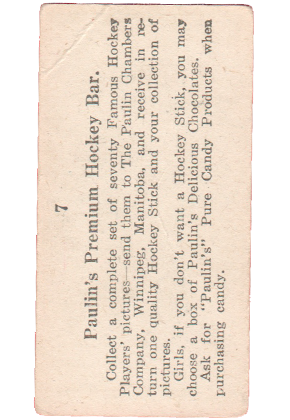 7
Paulin's Premium Hockey Bar.
Collect a complete set of seventy Famous Hockey
Players' pictures—send them to The Paulin Chambers
Company, Winnipeg, Manitoba, and receive in re-
turn one quality Hockey Stick and your collection of
pictures.
Girls, if you don't want a Hockey Stick, you may
choose a box of Paulin's Delicious Chocolates.
Ask for "Paulin's" Pure Candy Products when
purchasing candy.